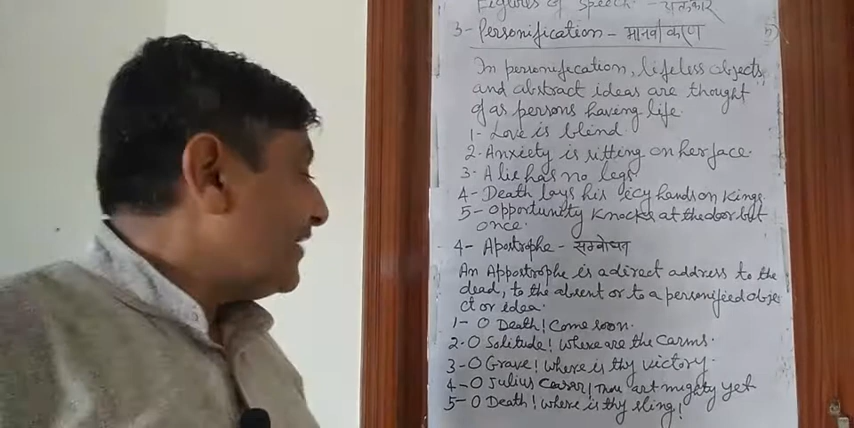 Figures of Speech - अलंकार
3- Personification - मानवीकरण
In personification, lifeless objects,
and abstract ideas are thought
of as persons having life.
1- Love is blind.
2. Anxiety is sitting on her face.
3- A lie has no legs
4- Death lays his icy hands on Kings
5- Opportunity knocks at the door but
once.
4- Apostrophe - सम्बोधन
An Appostrophe is a direct address to the
dead, to the absent or to a personified obje
ct or idea.
1- O Death! Come soon.
2. O Solitude! Where are the Carms.
3- O Grave! Where is thy victory.
4- O Julius Ceasar! Thou art mighty yet
5- O Death! Where is thy sting!